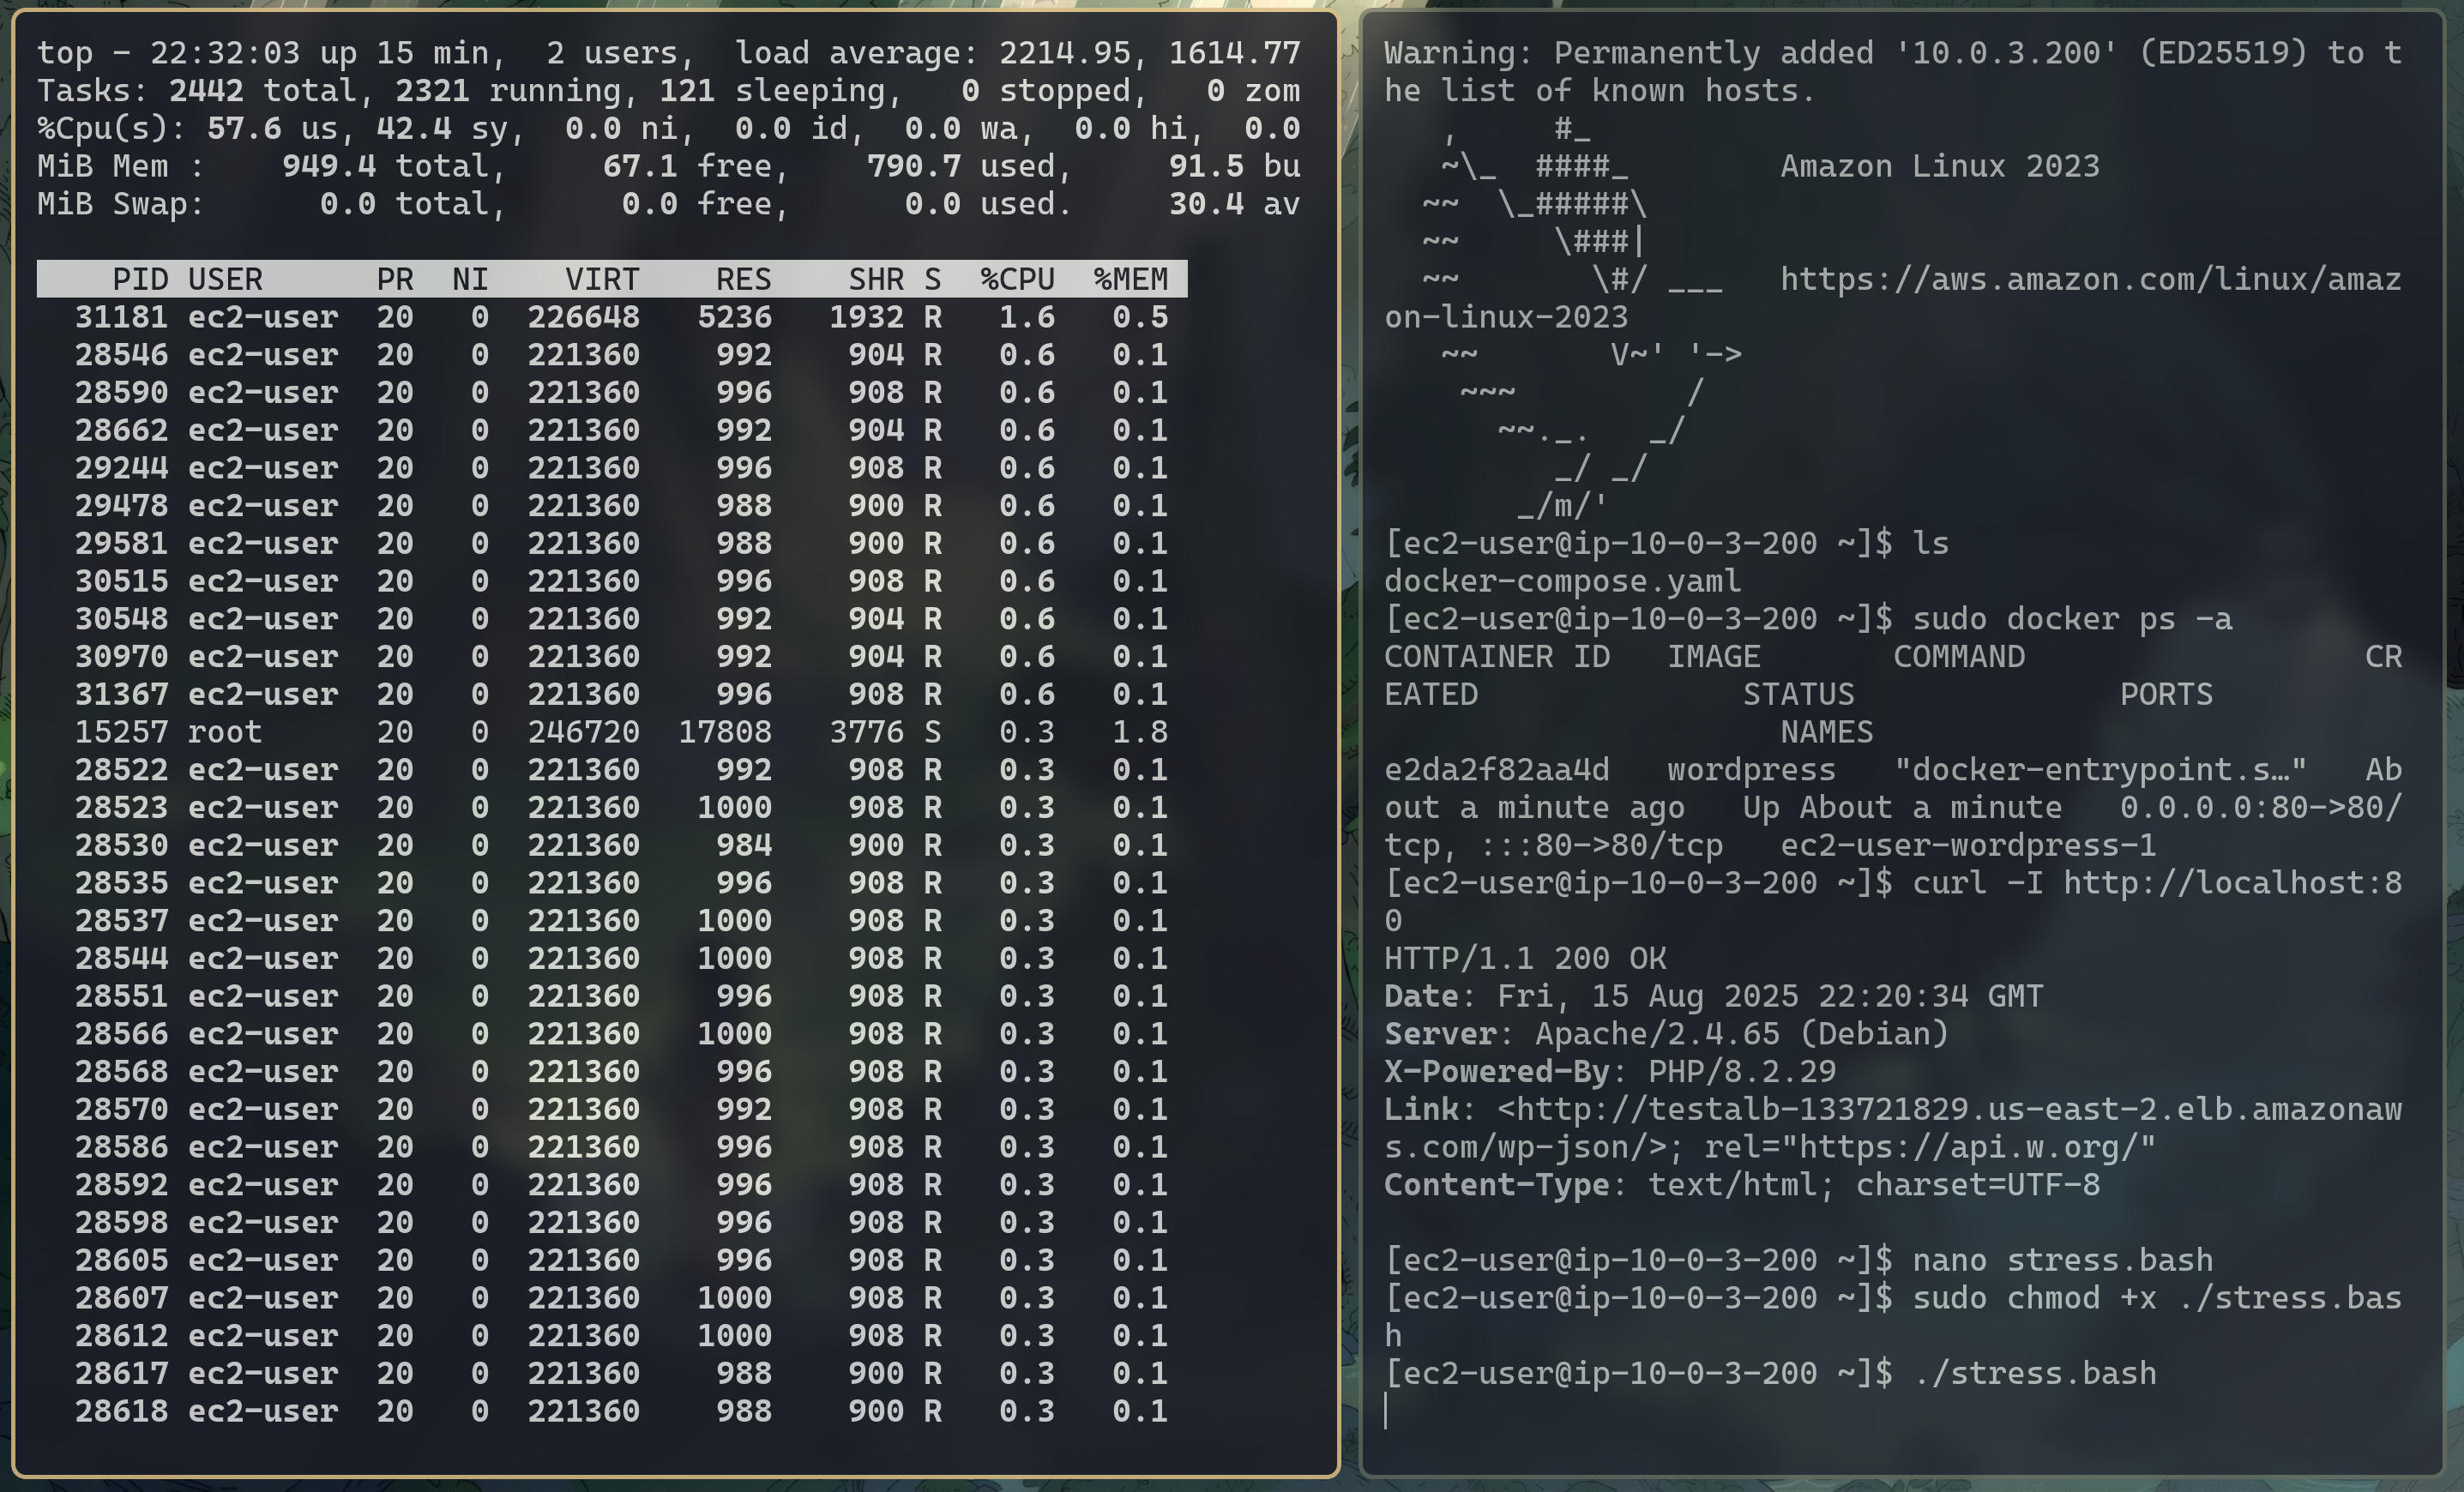 top - 22:32:03 up 15 min,  2 users,  load average: 2214.95, 1614.77
Tasks: 2442 total, 2321 running, 121 sleeping,   0 stopped,   0 zom
%Cpu(s): 57.6 us, 42.4 sy,  0.0 ni,  0.0 id,  0.0 wa,  0.0 hi,  0.0
MiB Mem :    949.4 total,     67.1 free,    790.7 used,     91.5 bu
MiB Swap:      0.0 total,      0.0 free,      0.0 used.     30.4 av
    PID USER      PR  NI    VIRT    RES    SHR S  %CPU  %MEM
  31181 ec2-user  20   0  226648   5236   1932 R   1.6   0.5
  28546 ec2-user  20   0  221360    992    904 R   0.6   0.1
  28590 ec2-user  20   0  221360    996    908 R   0.6   0.1
  28662 ec2-user  20   0  221360    992    904 R   0.6   0.1
  29244 ec2-user  20   0  221360    996    908 R   0.6   0.1
  29478 ec2-user  20   0  221360    988    900 R   0.6   0.1
  29581 ec2-user  20   0  221360    988    900 R   0.6   0.1
  30515 ec2-user  20   0  221360    996    908 R   0.6   0.1
  30548 ec2-user  20   0  221360    992    904 R   0.6   0.1
  30970 ec2-user  20   0  221360    992    904 R   0.6   0.1
  31367 ec2-user  20   0  221360    996    908 R   0.6   0.1
  15257 root      20   0  246720  17808   3776 S   0.3   1.8
  28522 ec2-user  20   0  221360    992    908 R   0.3   0.1
  28523 ec2-user  20   0  221360   1000    908 R   0.3   0.1
  28530 ec2-user  20   0  221360    984    900 R   0.3   0.1
  28535 ec2-user  20   0  221360    996    908 R   0.3   0.1
  28537 ec2-user  20   0  221360   1000    908 R   0.3   0.1
  28544 ec2-user  20   0  221360   1000    908 R   0.3   0.1
  28551 ec2-user  20   0  221360    996    908 R   0.3   0.1
  28566 ec2-user  20   0  221360   1000    908 R   0.3   0.1
  28568 ec2-user  20   0  221360    996    908 R   0.3   0.1
  28570 ec2-user  20   0  221360    992    908 R   0.3   0.1
  28586 ec2-user  20   0  221360    996    908 R   0.3   0.1
  28592 ec2-user  20   0  221360    996    908 R   0.3   0.1
  28598 ec2-user  20   0  221360    996    908 R   0.3   0.1
  28605 ec2-user  20   0  221360    996    908 R   0.3   0.1
  28607 ec2-user  20   0  221360   1000    908 R   0.3   0.1
  28612 ec2-user  20   0  221360   1000    908 R   0.3   0.1
  28617 ec2-user  20   0  221360    988    900 R   0.3   0.1
  28618 ec2-user  20   0  221360    988    900 R   0.3   0.1
Warning: Permanently added '10.0.3.200' (ED25519) to t
he list of known hosts.
   ,     #_
   ~\_  ####_        Amazon Linux 2023
  ~~  \_#####\
  ~~     \###|
  ~~       \#/ ___   https://aws.amazon.com/linux/amaz
on-linux-2023
   ~~       V~' '->
    ~~~         /
      ~~._.   _/
         _/ _/
       _/m/'
[ec2-user@ip-10-0-3-200 ~]$ ls
docker-compose.yaml
[ec2-user@ip-10-0-3-200 ~]$ sudo docker ps -a
CONTAINER ID   IMAGE       COMMAND                  CR
EATED              STATUS              PORTS
                     NAMES
e2da2f82aa4d   wordpress   "docker-entrypoint.s…"   Ab
out a minute ago   Up About a minute   0.0.0.0:80->80/
tcp, :::80->80/tcp   ec2-user-wordpress-1
[ec2-user@ip-10-0-3-200 ~]$ curl -I http://localhost:8
0
HTTP/1.1 200 OK
Date: Fri, 15 Aug 2025 22:20:34 GMT
Server: Apache/2.4.65 (Debian)
X-Powered-By: PHP/8.2.29
Link: <http://testalb-133721829.us-east-2.elb.amazonaw
s.com/wp-json/>; rel="https://api.w.org/"
Content-Type: text/html; charset=UTF-8
[ec2-user@ip-10-0-3-200 ~]$ nano stress.bash
[ec2-user@ip-10-0-3-200 ~]$ sudo chmod +x ./stress.bas
h
[ec2-user@ip-10-0-3-200 ~]$ ./stress.bash